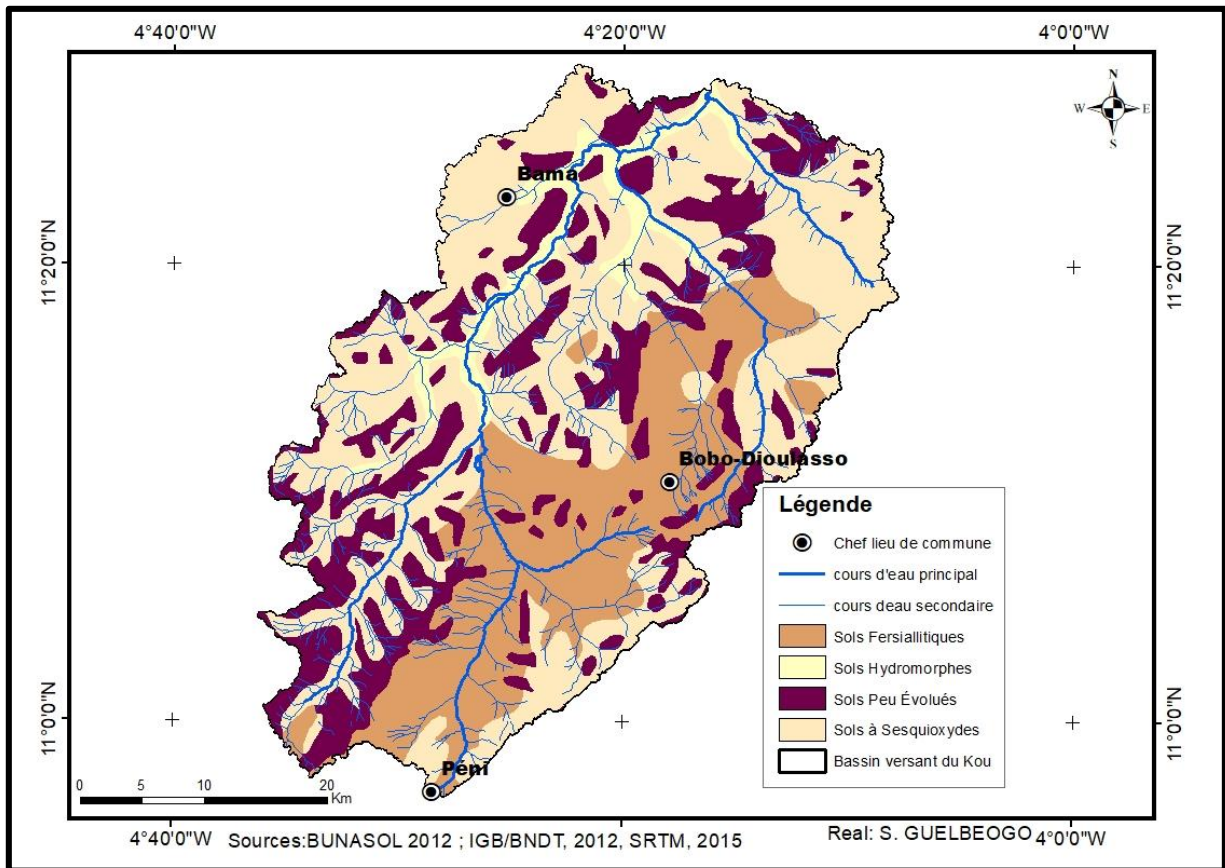 4°40'0"W 4°20'0"W 4°0'0"W
N
W E
S
Bama
11°20'0"N 11°20'0"N
Bobo-Dioulasso
Légende
Chef lieu de commune
cours d'eau principal
cours deau secondaire
Sols Fersiallitiques
Sols Hydromorphes
Sols Peu Évolués
Sols à Sesquioxydes
Bassin versant du Kou
11°0'0"N 11°0'0"N
Péni
0 5 10 20
Km
4°40'0"W 4°20'0"W 4°0'0"W
Sources:BUNASOL 2012 ; IGB/BNDT, 2012, SRTM, 2015
Real: S. GUELBEOGO